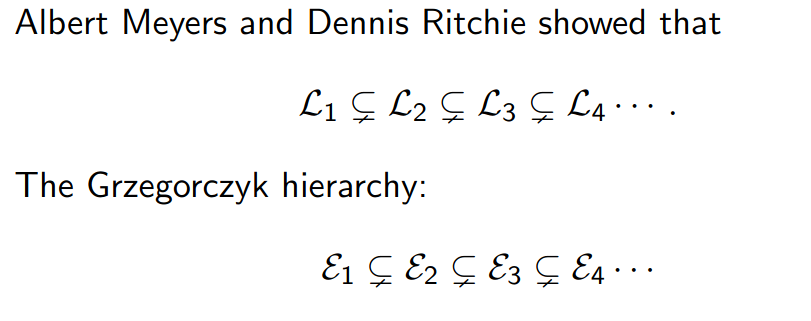 Albert Meyers and Dennis Ritchie showed that
ℒ₁ ⊊ ℒ₂ ⊊ ℒ₃ ⊊ ℒ₄ ⋯ .
The Grzegorczyk hierarchy:
ℰ₁ ⊊ ℰ₂ ⊊ ℰ₃ ⊊ ℰ₄ ⋯